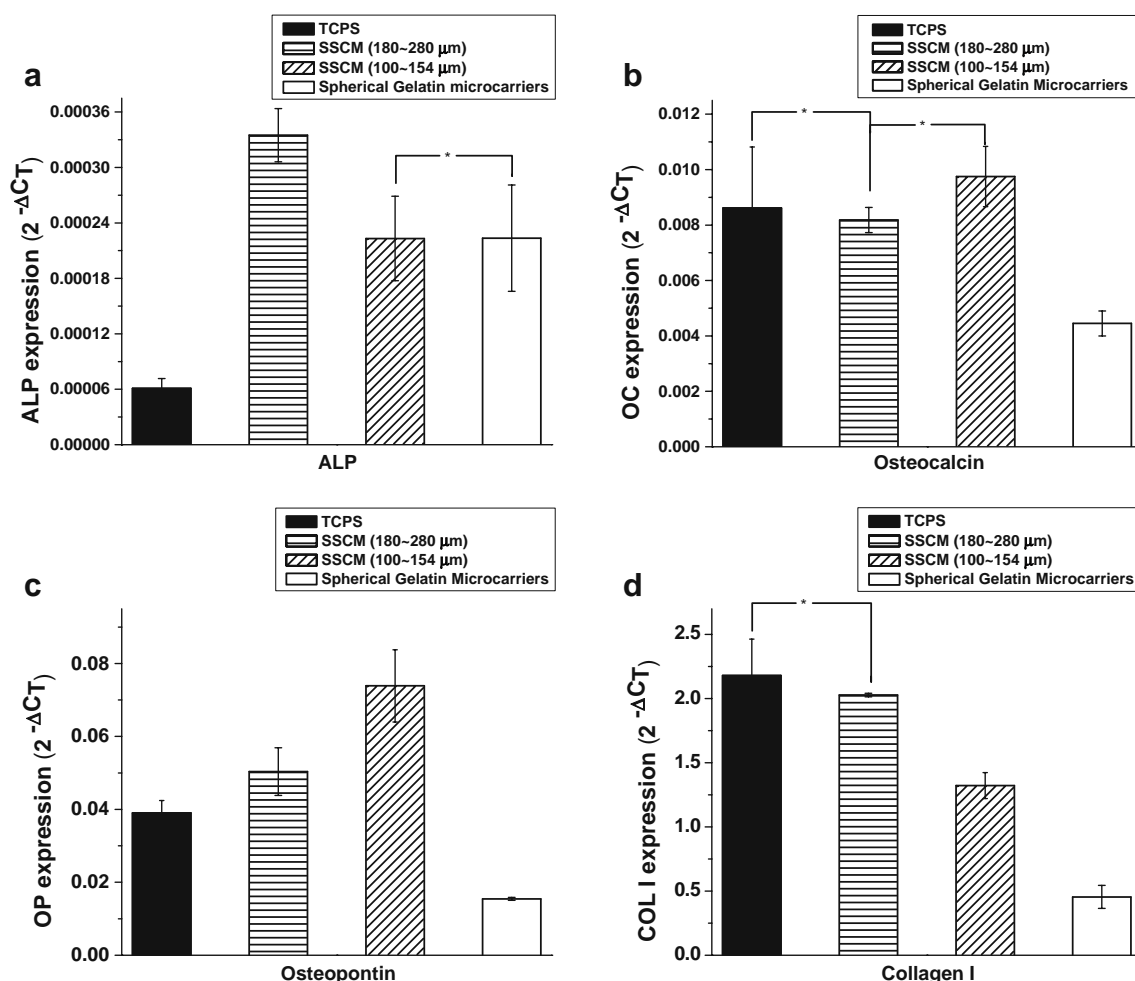 TCPS
SSCM (180~280 μm)
SSCM (100~154 μm)
Spherical Gelatin microcarriers
a
0.00036
0.00030
0.00024
0.00018
0.00012
0.00006
0.00000
ALP expression (2 -ΔCT)
*
ALP
TCPS
SSCM (180~280 μm)
SSCM (100~154 μm)
Spherical Gelatin Microcarriers
b
0.012
0.010
0.008
0.006
0.004
0.002
0.000
OC expression (2 -ΔCT)
*
*
Osteocalcin
TCPS
SSCM (180~280 μm)
SSCM (100~154 μm)
Spherical Gelatin Microcarriers
c
0.08
0.06
0.04
0.02
0.00
OP expression (2 -ΔCT)
Osteopontin
TCPS
SSCM (180~280 μm)
SSCM (100~154 μm)
Spherical Gelatin Microcarriers
d
2.5
2.0
1.5
1.0
0.5
0.0
COL I expression (2 -ΔCT)
*
Collagen I